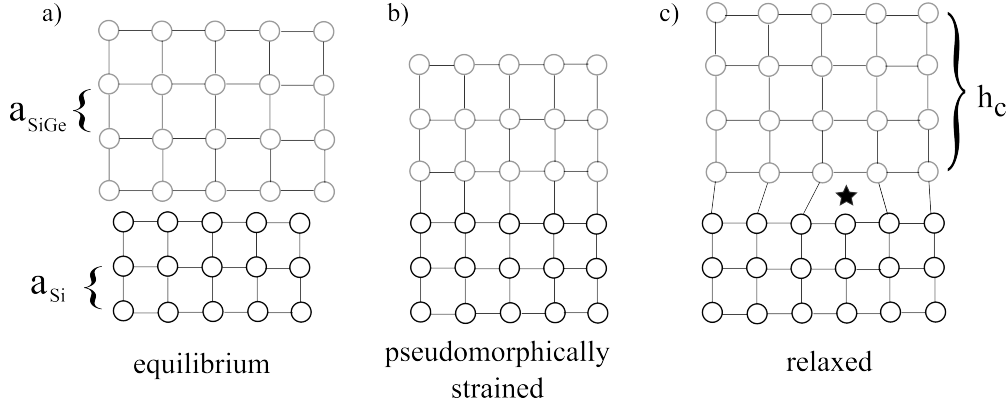 a)
b)
c)
a_SiGe
h_c
a_Si
equilibrium
pseudomorphically
strained
relaxed